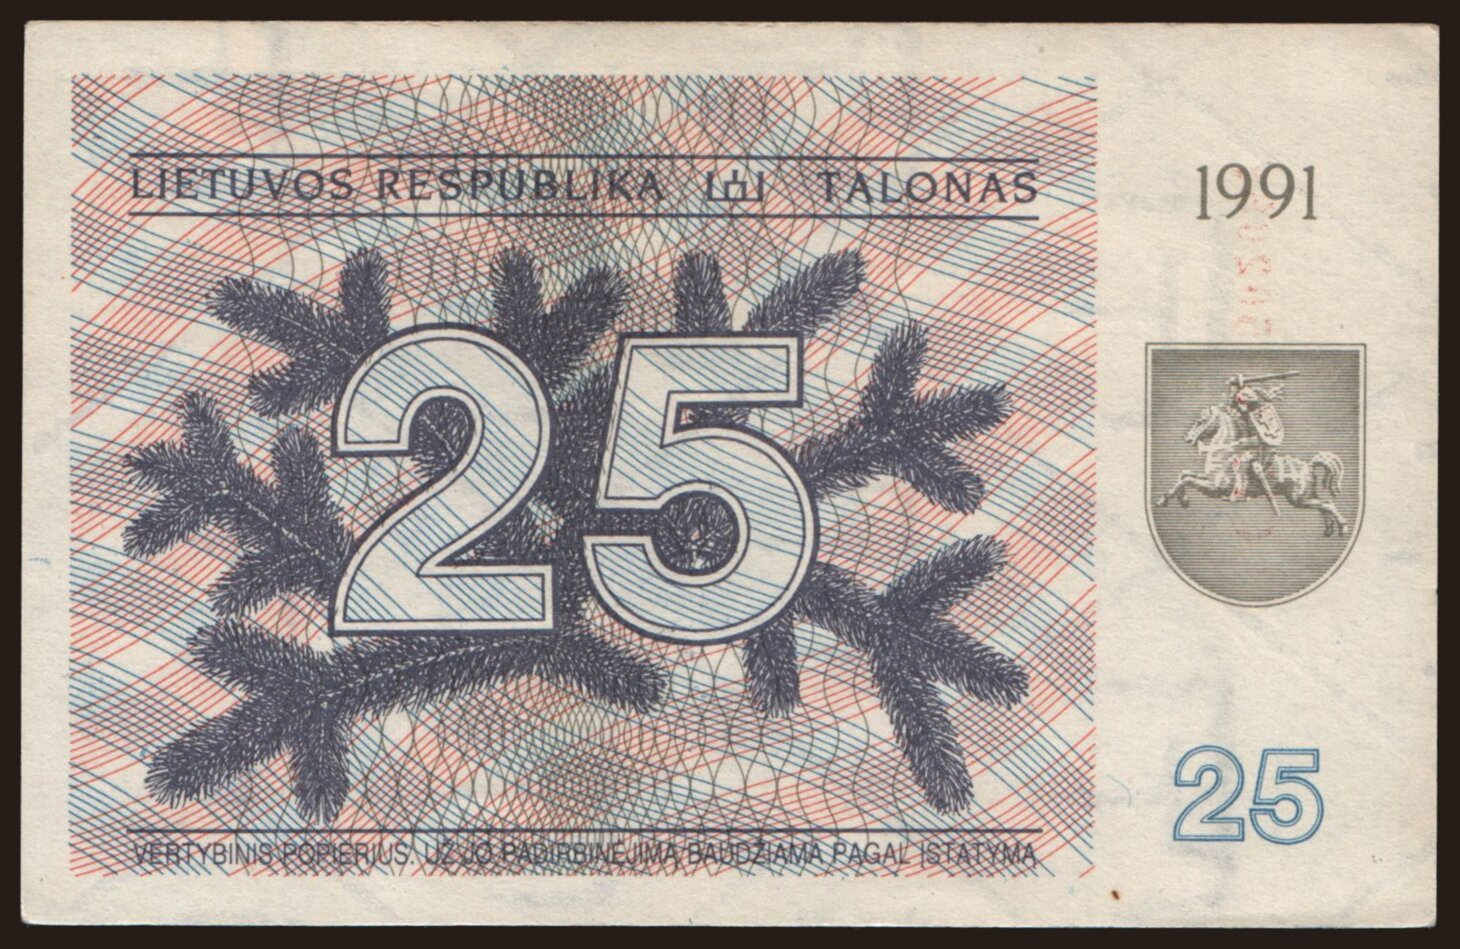 LIETUVOS RESPUBLIKA TALONAS
1991
25
25
VERTYBINIS POPIERIUS. UŽ JO PADIRBINĖJIMĄ BAUDŽIAMA PAGAL ĮSTATYMĄ